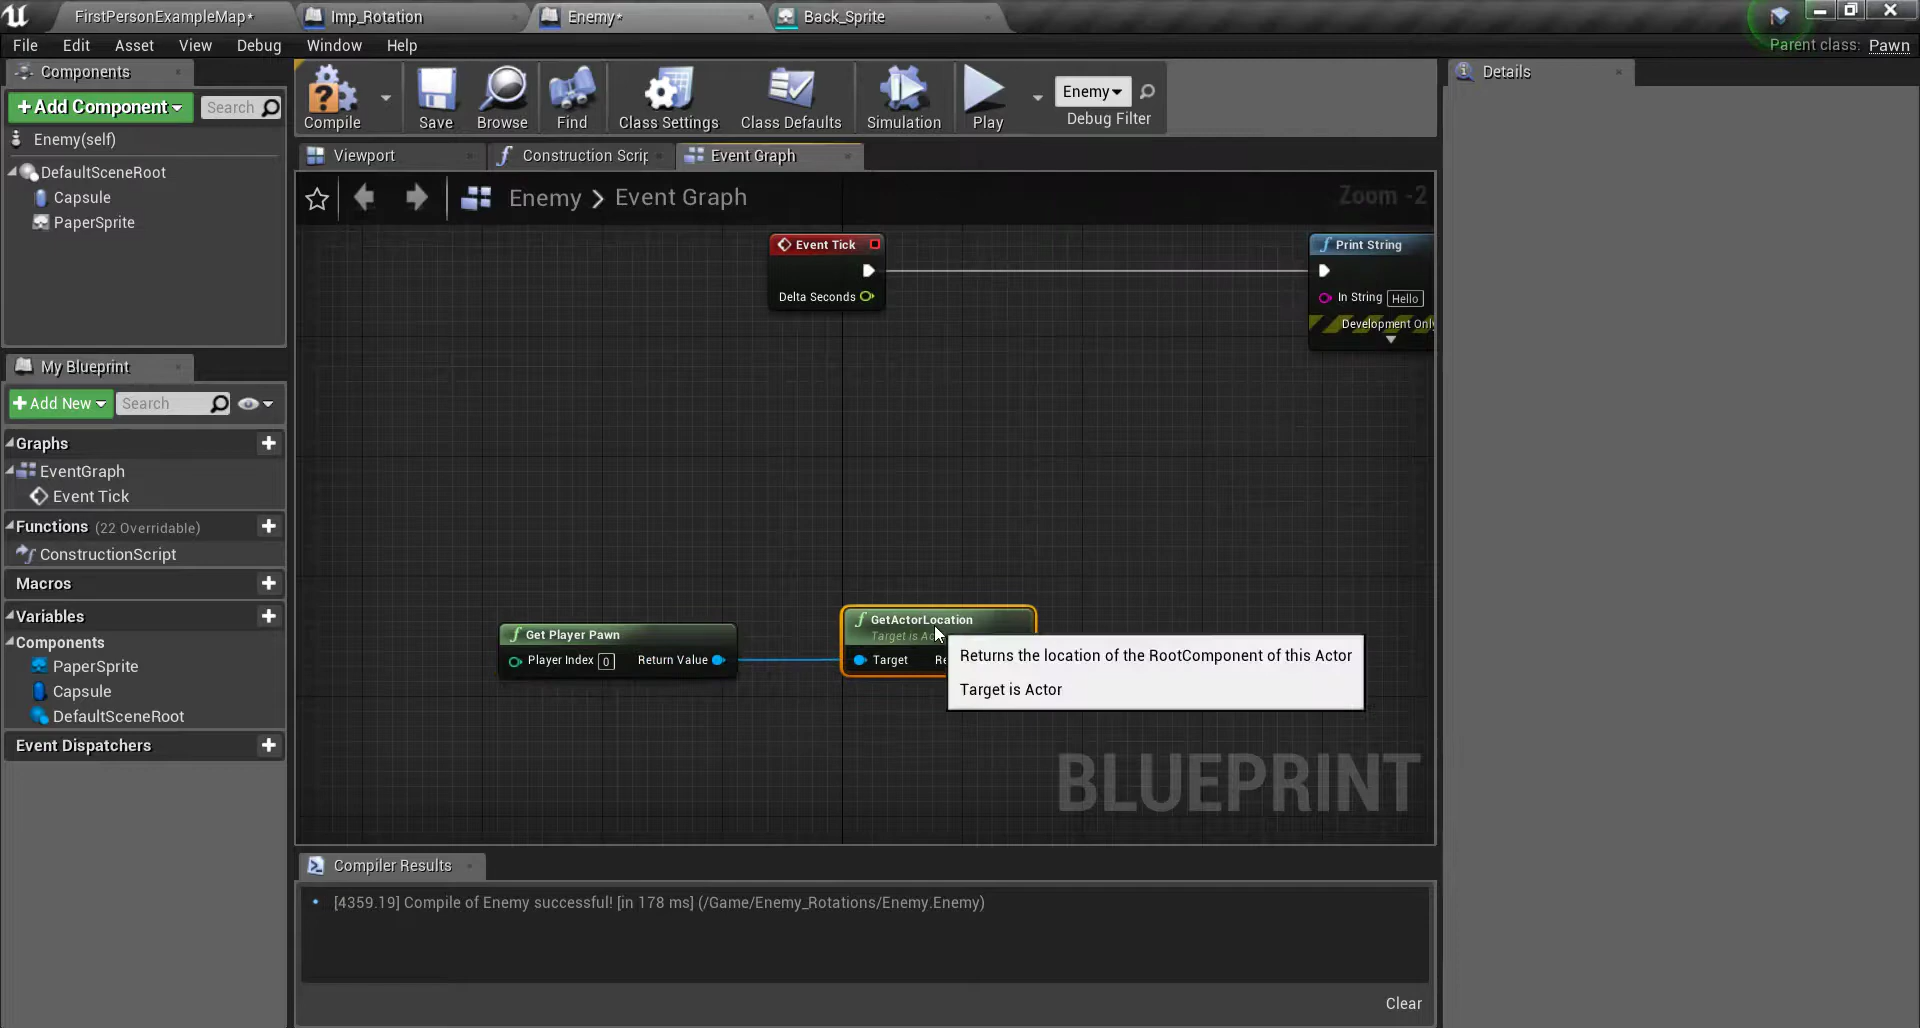 FirstPersonExampleMap*
Imp_Rotation
Enemy*
Back_Sprite
File Edit Asset View Debug Window Help
Parent class: Pawn
Components
+Add Component
Search
Enemy(self)
DefaultSceneRoot
Capsule
PaperSprite
Compile
Save
Browse
Find
Class Settings
Class Defaults
Simulation
Play
Enemy
Debug Filter
Details
Viewport
Construction Scrip
Event Graph
Enemy > Event Graph
Zoom -2
Event Tick
Delta Seconds
Print String
In String Hello
Development Only
My Blueprint
+Add New
Search
Graphs
EventGraph
Event Tick
Functions (22 Overridable)
ConstructionScript
Macros
Variables
Components
PaperSprite
Capsule
DefaultSceneRoot
Event Dispatchers
Get Player Pawn
Player Index 0 Return Value
GetActorLocation
Target is
Target
Returns the location of the RootComponent of this Actor
Target is Actor
BLUEPRINT
Compiler Results
[4359.19] Compile of Enemy successful! [in 178 ms] (/Game/Enemy_Rotations/Enemy.Enemy)
Clear